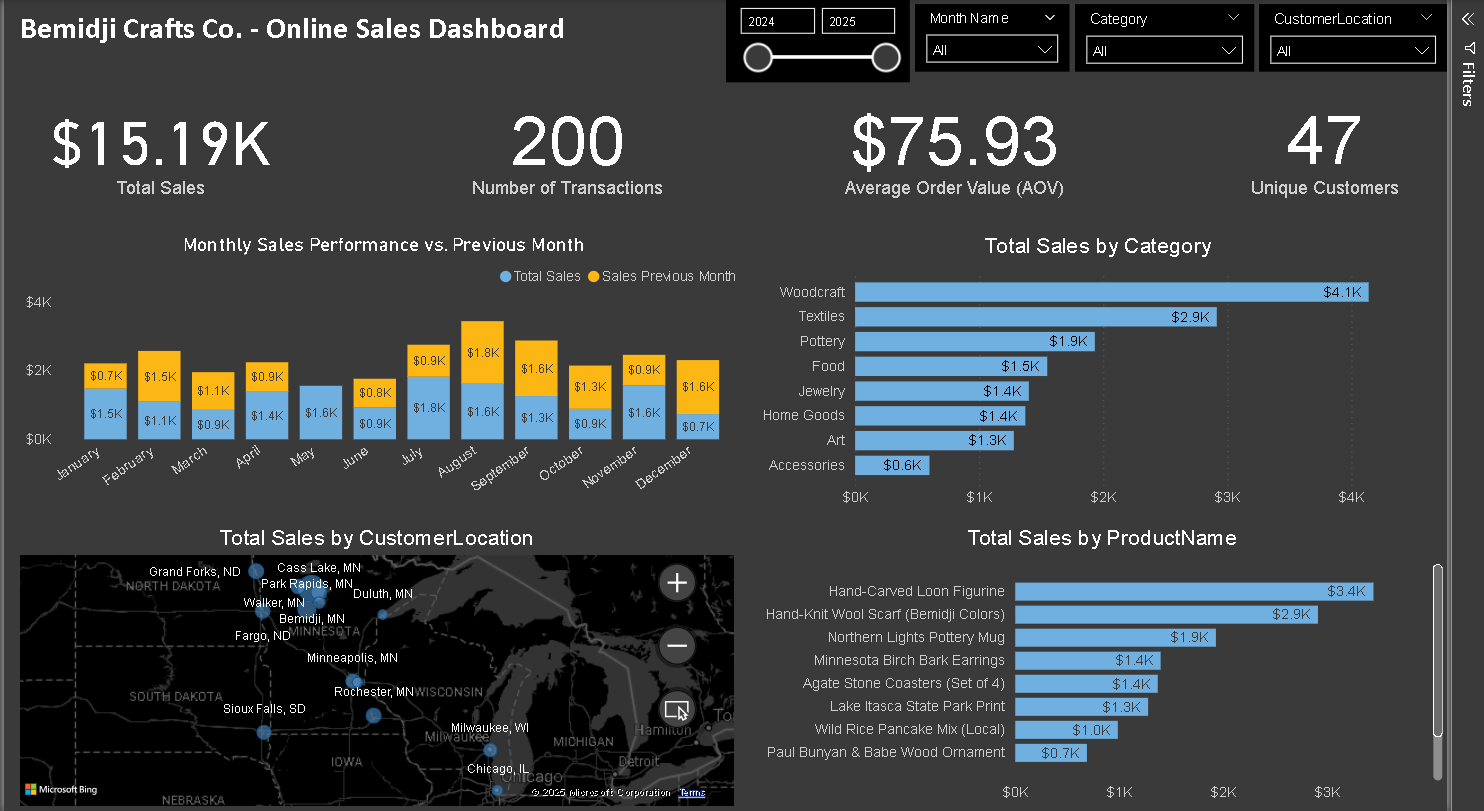 Bemidji Crafts Co. - Online Sales Dashboard
2024
2025
Month Name
All
Category
All
CustomerLocation
All
Filters
$15.19K
Total Sales
200
Number of Transactions
$75.93
Average Order Value (AOV)
47
Unique Customers
Monthly Sales Performance vs. Previous Month
Total Sales
Sales Previous Month
$4K
$2K
$0K
$0.7K
$1.5K
$1.5K
$1.1K
$1.1K
$0.9K
$0.9K
$1.4K
$1.6K
$0.8K
$0.9K
$0.9K
$1.8K
$1.8K
$1.6K
$1.6K
$1.3K
$1.3K
$0.9K
$0.9K
$1.6K
$1.6K
$0.7K
January
February
March
April
May
June
July
August
September
October
November
December
Total Sales by Category
Woodcraft
$4.1K
Textiles
$2.9K
Pottery
$1.9K
Food
$1.5K
Jewelry
$1.4K
Home Goods
$1.4K
Art
$1.3K
Accessories
$0.6K
$0K
$1K
$2K
$3K
$4K
Total Sales by CustomerLocation
Grand Forks, ND
Cass Lake, MN
NORTH DAKOTA
Park Rapids, MN
Duluth, MN
Walker, MN
Bemidji, MN
Fargo, ND
MINNESOTA
Minneapolis, MN
SOUTH DAKOTA
Rochester, MN
WISCONSIN
Sioux Falls, SD
Milwaukee, WI
Milwaukee
Hamilton
To
MICHIGAN
IOWA
Detroit
Chicago, IL
Chicago
NEBRASKA
Microsoft Bing
© 2025 Microsoft Corporation
Terms
Total Sales by ProductName
Hand-Carved Loon Figurine
$3.4K
Hand-Knit Wool Scarf (Bemidji Colors)
$2.9K
Northern Lights Pottery Mug
$1.9K
Minnesota Birch Bark Earrings
$1.4K
Agate Stone Coasters (Set of 4)
$1.4K
Lake Itasca State Park Print
$1.3K
Wild Rice Pancake Mix (Local)
$1.0K
Paul Bunyan & Babe Wood Ornament
$0.7K
$0K
$1K
$2K
$3K